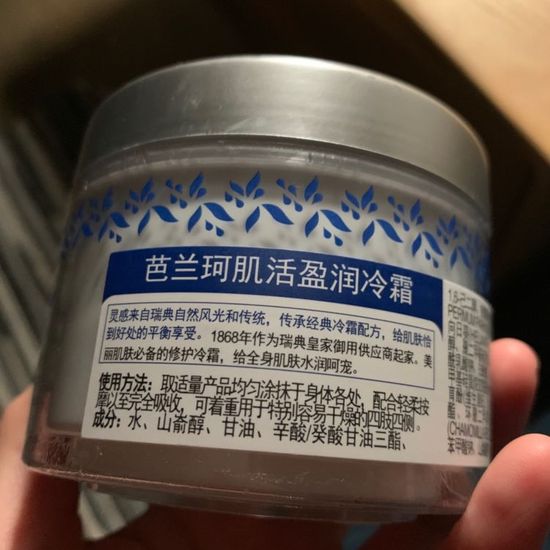 芭兰珂肌活盈润冷霜
灵感来自瑞典自然风光和传统，传承经典冷霜配方，给肌肤恰
到好处的平衡享受。1868年作为瑞典皇家御用供应商起家。美
丽肌肤必备的修护冷霜，给全身肌肤水润呵宠。
使用方法：取适量产品均匀涂抹于身体各处，配合轻柔按
摩以至完全吸收，可着重用于特别容易干燥的四肢四侧。
成分：水、山嵛醇、甘油、辛酸/癸酸甘油三酯、